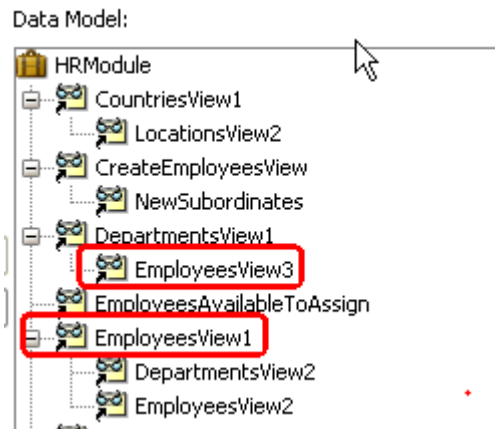 Data Model:
HRModule
CountriesView1
LocationsView2
CreateEmployeesView
NewSubordinates
DepartmentsView1
EmployeesView3
EmployeesAvailableToAssign
EmployeesView1
DepartmentsView2
EmployeesView2